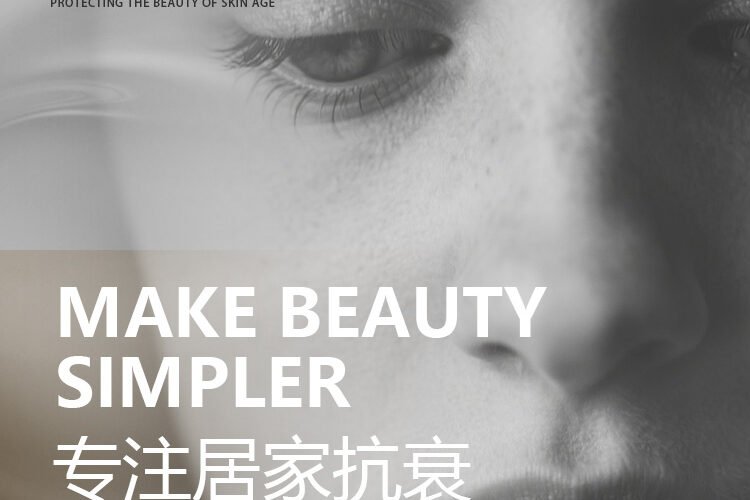 PROTECTING THE BEAUTY OF SKIN AGE
MAKE BEAUTY
SIMPLER
专注居家抗衰